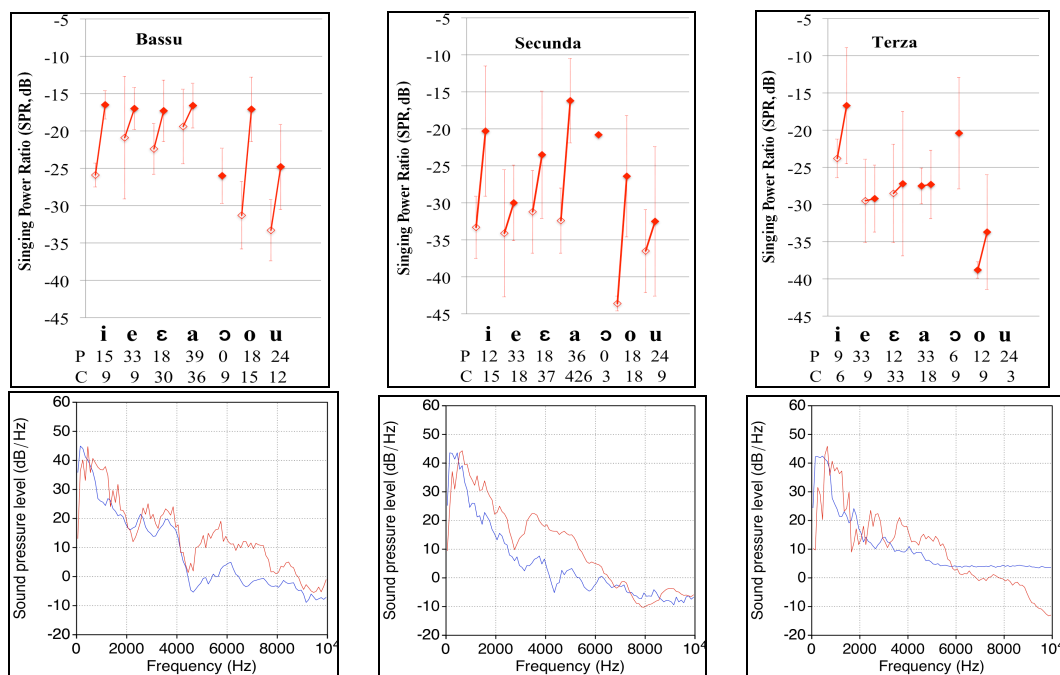 -5
-10
-15
-20
-25
-30
-35
-40
-45
Singing Power Ratio (SPR, dB)
Bassu
i e ɛ a ɔ o u
P 15 33 18 39 0 18 24
C 9 9 30 36 9 15 12
-5
-10
-15
-20
-25
-30
-35
-40
-45
Singing Power Ratio (SPR, dB)
Secunda
i e ɛ a ɔ o u
P 12 33 18 36 0 18 24
C 15 18 37 426 3 18 9
-5
-10
-15
-20
-25
-30
-35
-40
-45
Singing Power Ratio (SPR, dB)
Terza
i e ɛ a ɔ o u
P 9 33 12 33 6 12 24
C 6 9 33 18 9 9 3
60
50
40
30
20
10
0
-10
-20
Sound pressure level (dB/Hz)
0 2000 4000 6000 8000 10⁴
Frequency (Hz)
60
50
40
30
20
10
0
-10
-20
Sound pressure level (dB/Hz)
0 2000 4000 6000 8000 10⁴
Frequency (Hz)
60
50
40
30
20
10
0
-10
-20
Sound pressure level (dB/Hz)
0 2000 4000 6000 8000 10⁴
Frequency (Hz)